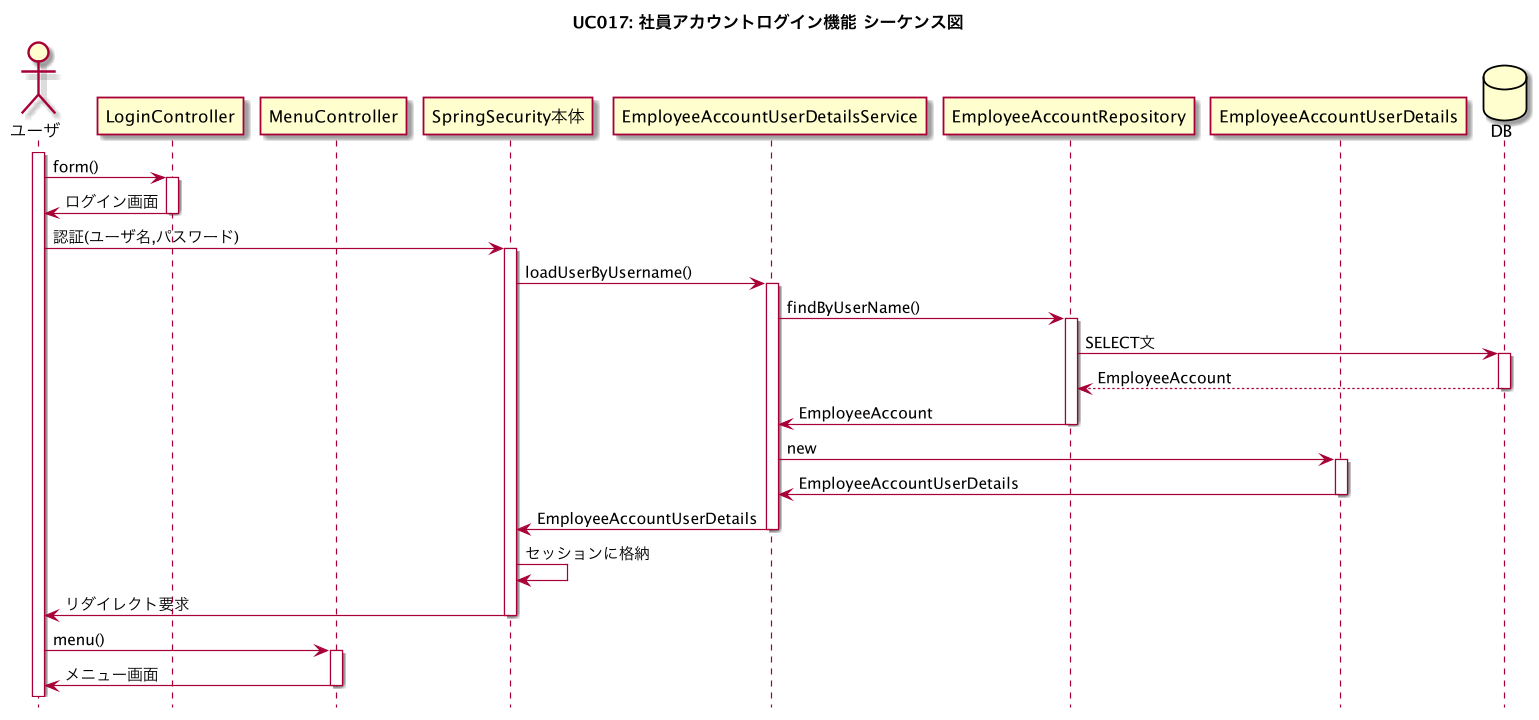 UC017: 社員アカウントログイン機能 シーケンス図
ユーザ
LoginController
MenuController
SpringSecurity本体
EmployeeAccountUserDetailsService
EmployeeAccountRepository
EmployeeAccountUserDetails
DB
form()
ログイン画面
認証(ユーザ名,パスワード)
loadUserByUsername()
findByUserName()
SELECT文
EmployeeAccount
EmployeeAccount
new
EmployeeAccountUserDetails
EmployeeAccountUserDetails
セッションに格納
リダイレクト要求
menu()
メニュー画面